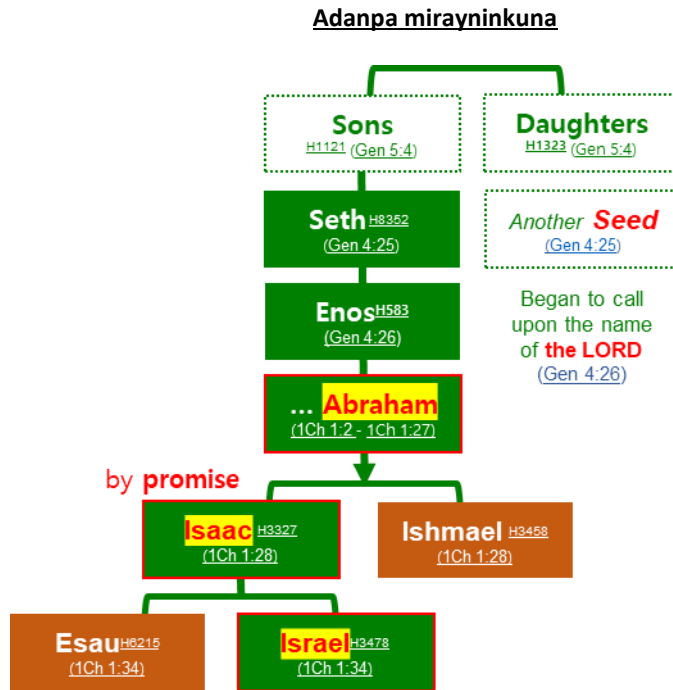 Adanpa mirayninkuna
Sons Daughters
H1121 (Gen 5:4) H1323 (Gen 5:4)
Seth H8352
(Gen 4:25)
Another Seed
(Gen 4:25)
Enos H583
(Gen 4:26)
Began to call
upon the name
of the LORD
(Gen 4:26)
... Abraham
(1Ch 1:2 - 1Ch 1:27)
by promise
Isaac H3327
(1Ch 1:28)
Ishmael H3458
(1Ch 1:28)
Esau H6215
(1Ch 1:34)
Israel H3478
(1Ch 1:34)